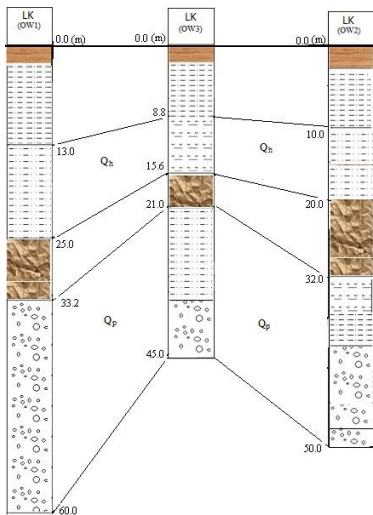 LK
(OW1)
LK
(OW3)
LK
(OW2)
0.0 (m)
0.0 (m)
0.0 (m)
8.8
10.0
13.0
Qh
Qh
15.6
20.0
21.0
25.0
32.0
33.2
Qp
Qp
45.0
50.0
60.0